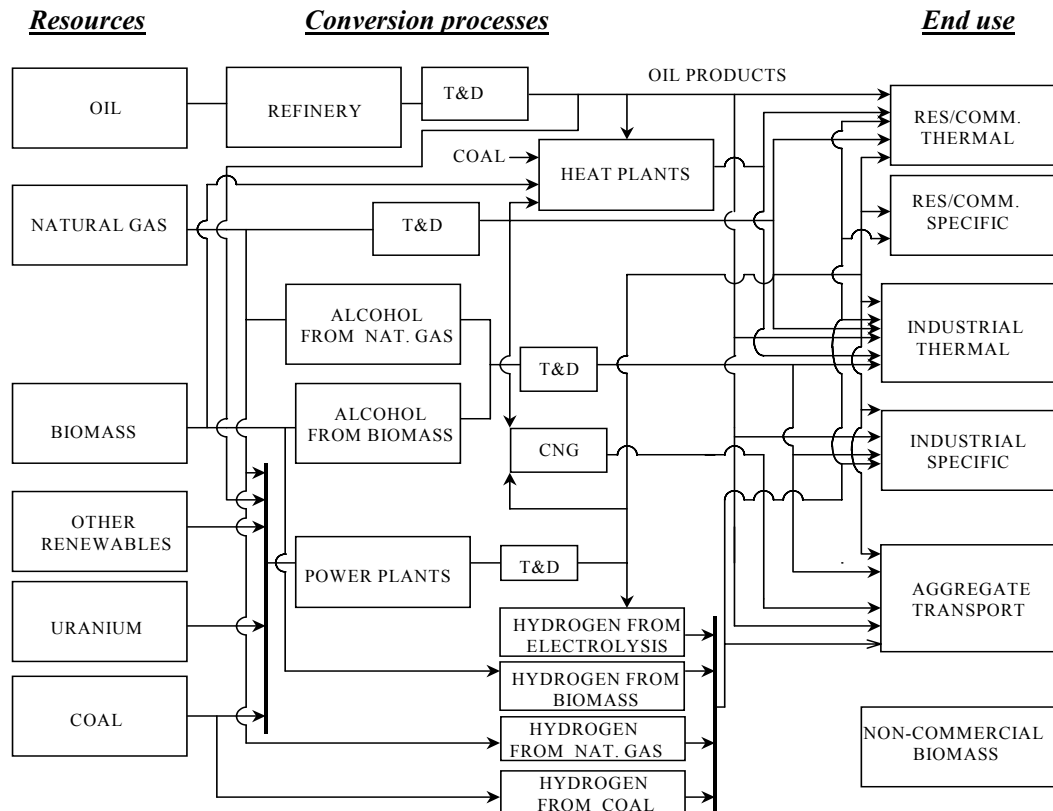 Resources
Conversion processes
End use
OIL
REFINERY
T&D
OIL PRODUCTS
RES/COMM.
THERMAL
COAL
HEAT PLANTS
NATURAL GAS
T&D
RES/COMM.
SPECIFIC
ALCOHOL
FROM NAT. GAS
T&D
INDUSTRIAL
THERMAL
BIOMASS
ALCOHOL
FROM BIOMASS
CNG
INDUSTRIAL
SPECIFIC
OTHER
RENEWABLES
POWER PLANTS
T&D
AGGREGATE
TRANSPORT
URANIUM
HYDROGEN FROM
ELECTROLYSIS
HYDROGEN FROM
BIOMASS
COAL
HYDROGEN
FROM NAT. GAS
NON-COMMERCIAL
BIOMASS
HYDROGEN
FROM COAL